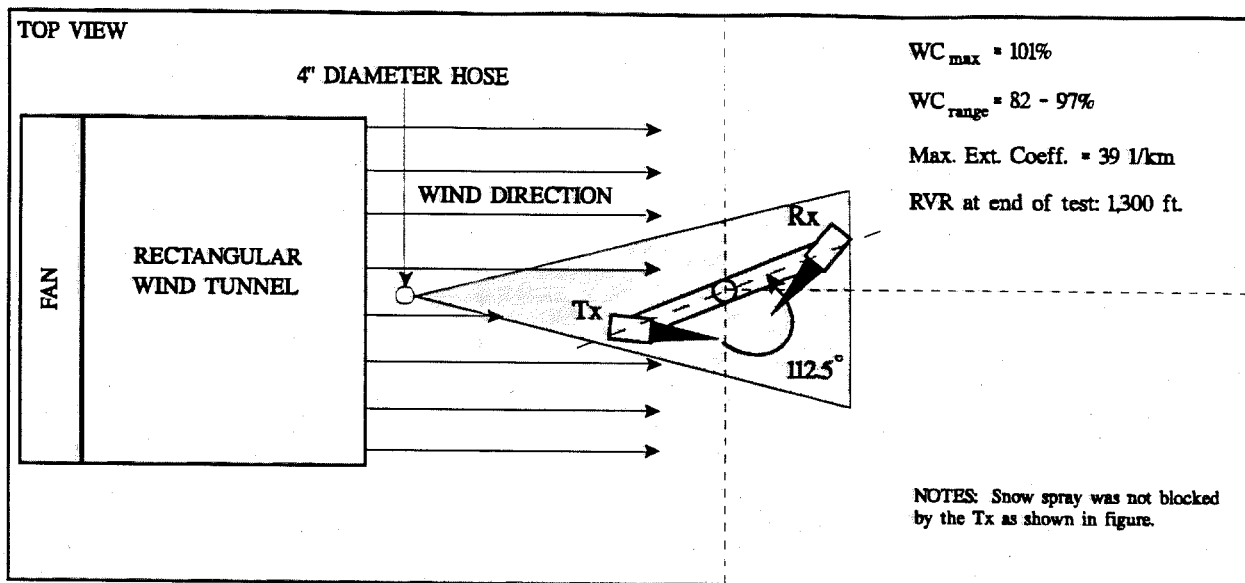 TOP VIEW
4" DIAMETER HOSE
WC max = 101%
WC range = 82 - 97%
Max. Ext. Coeff. = 39 1/km
RVR at end of test: 1,300 ft.
WIND DIRECTION
FAN
RECTANGULAR
WIND TUNNEL
Rx
Tx
112.5°
NOTES: Snow spray was not blocked
by the Tx as shown in figure.